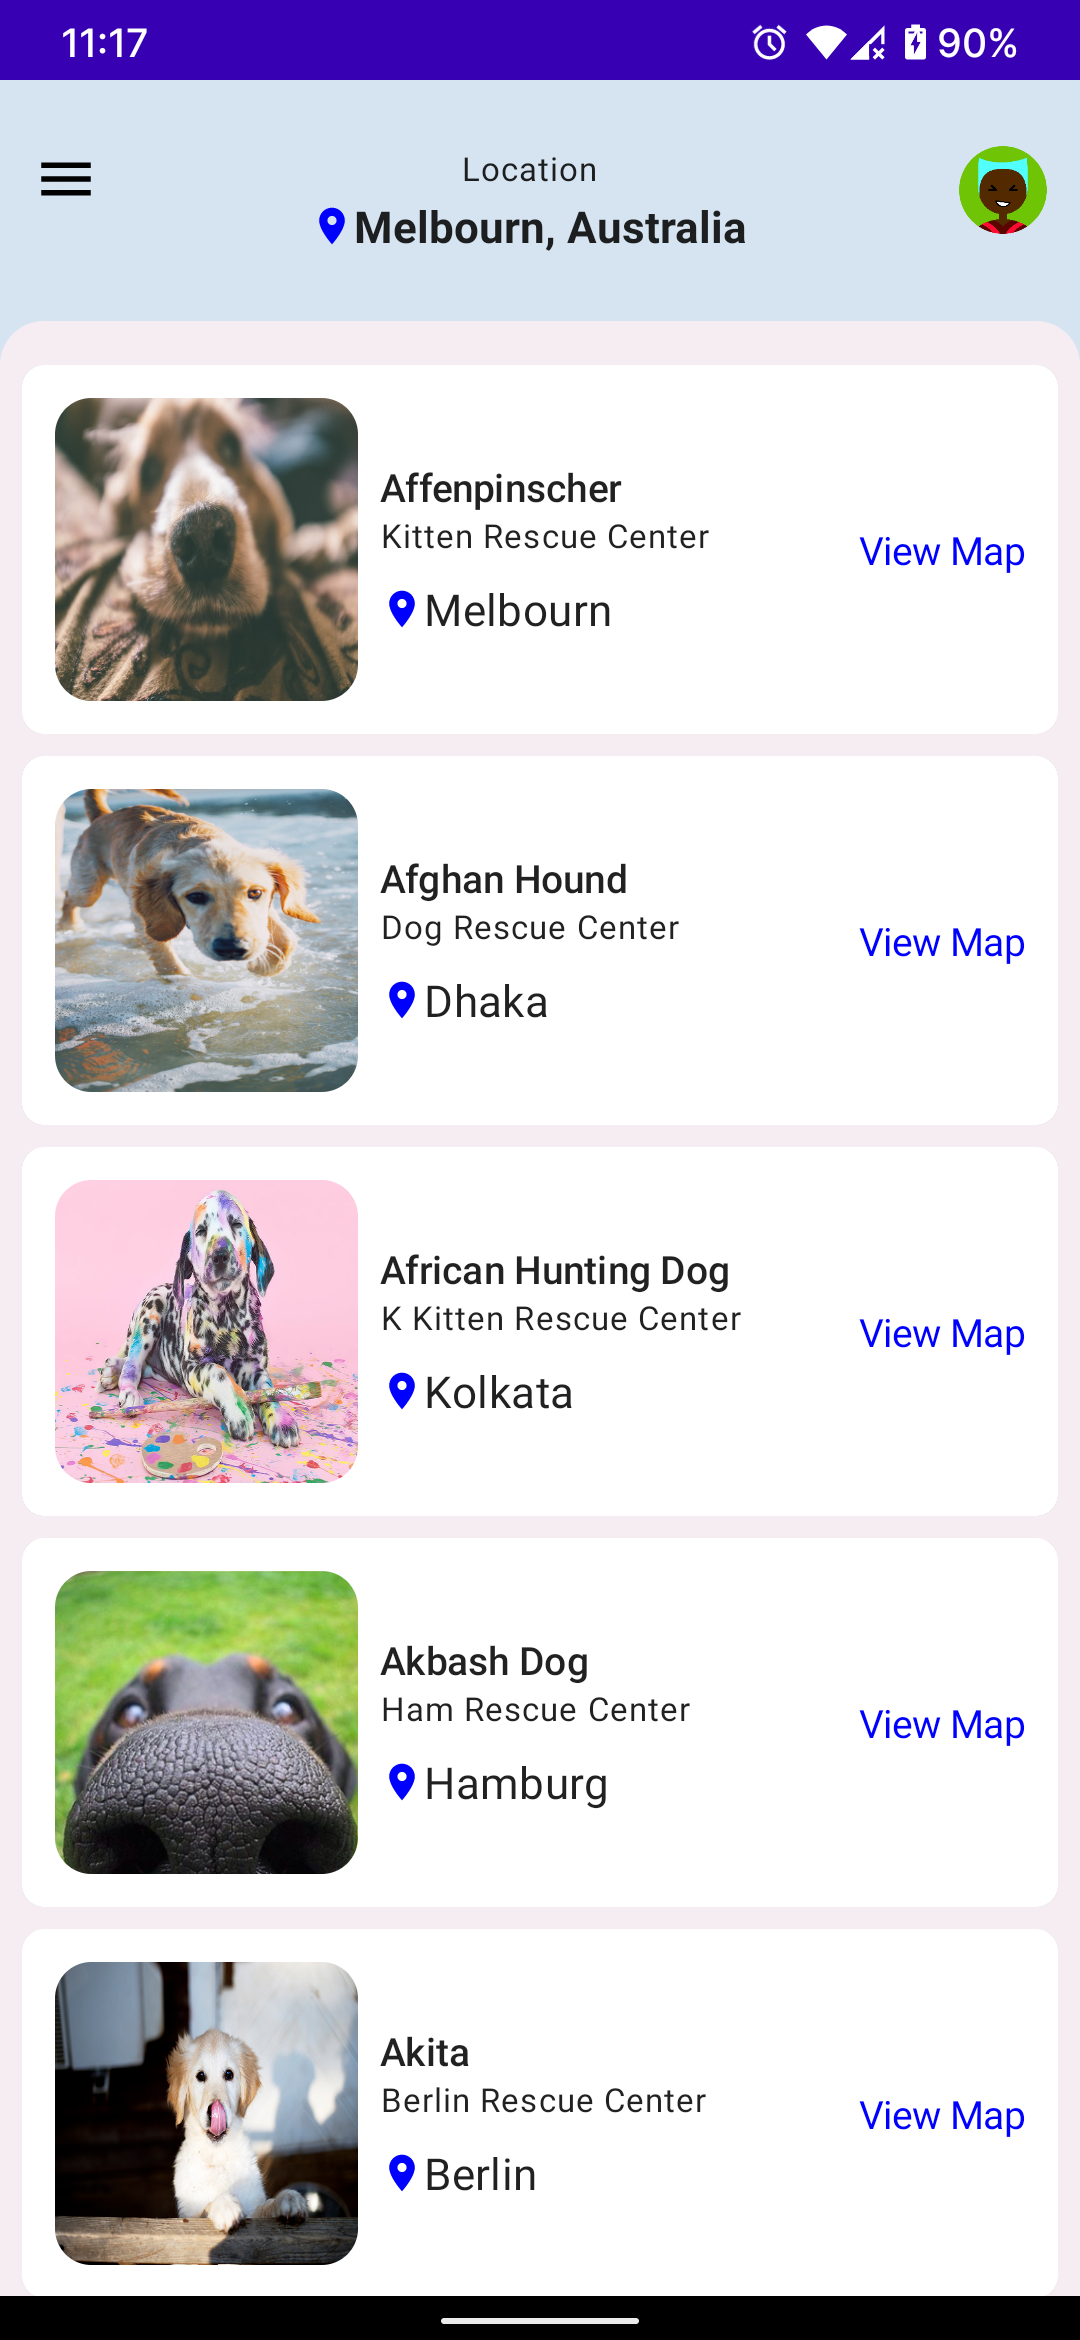 11:17
90%
Location
Melbourn, Australia
Affenpinscher
Kitten Rescue Center
View Map
Melbourn
Afghan Hound
Dog Rescue Center
View Map
Dhaka
African Hunting Dog
K Kitten Rescue Center
View Map
Kolkata
Akbash Dog
Ham Rescue Center
View Map
Hamburg
Akita
Berlin Rescue Center
View Map
Berlin